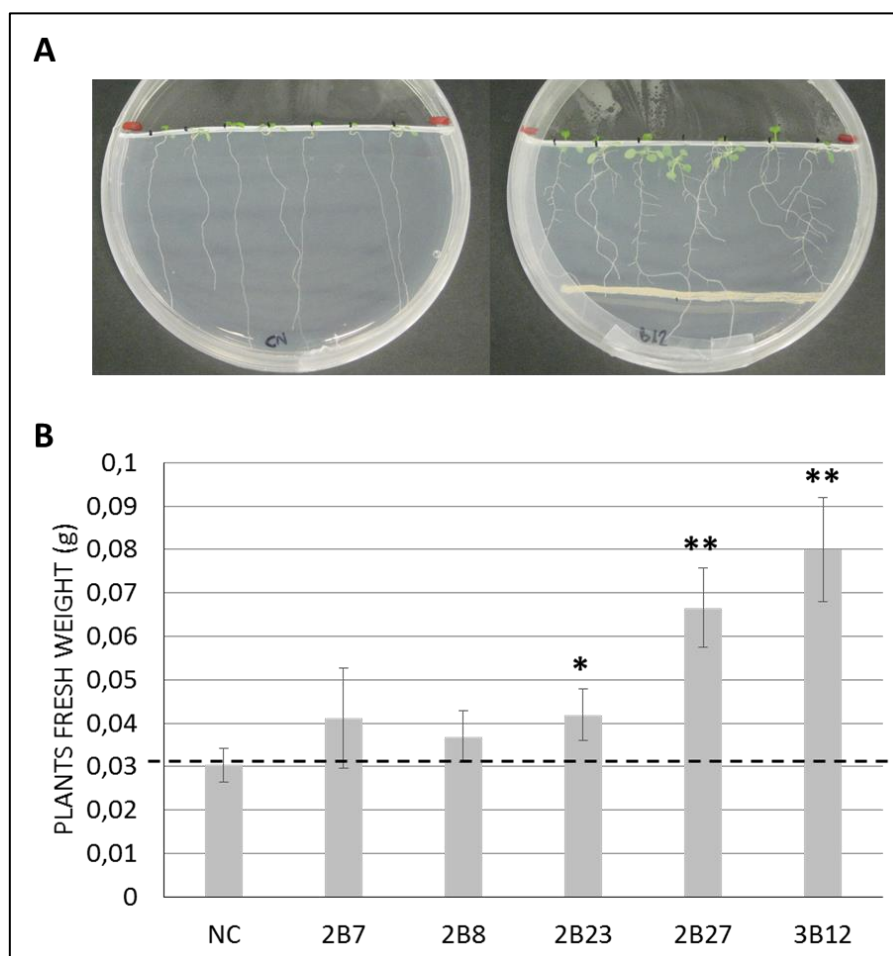 A
CN
B12
B
PLANTS FRESH WEIGHT (g)
0,1
0,09
0,08
0,07
0,06
0,05
0,04
0,03
0,02
0,01
0
*
**
**
NC 2B7 2B8 2B23 2B27 3B12